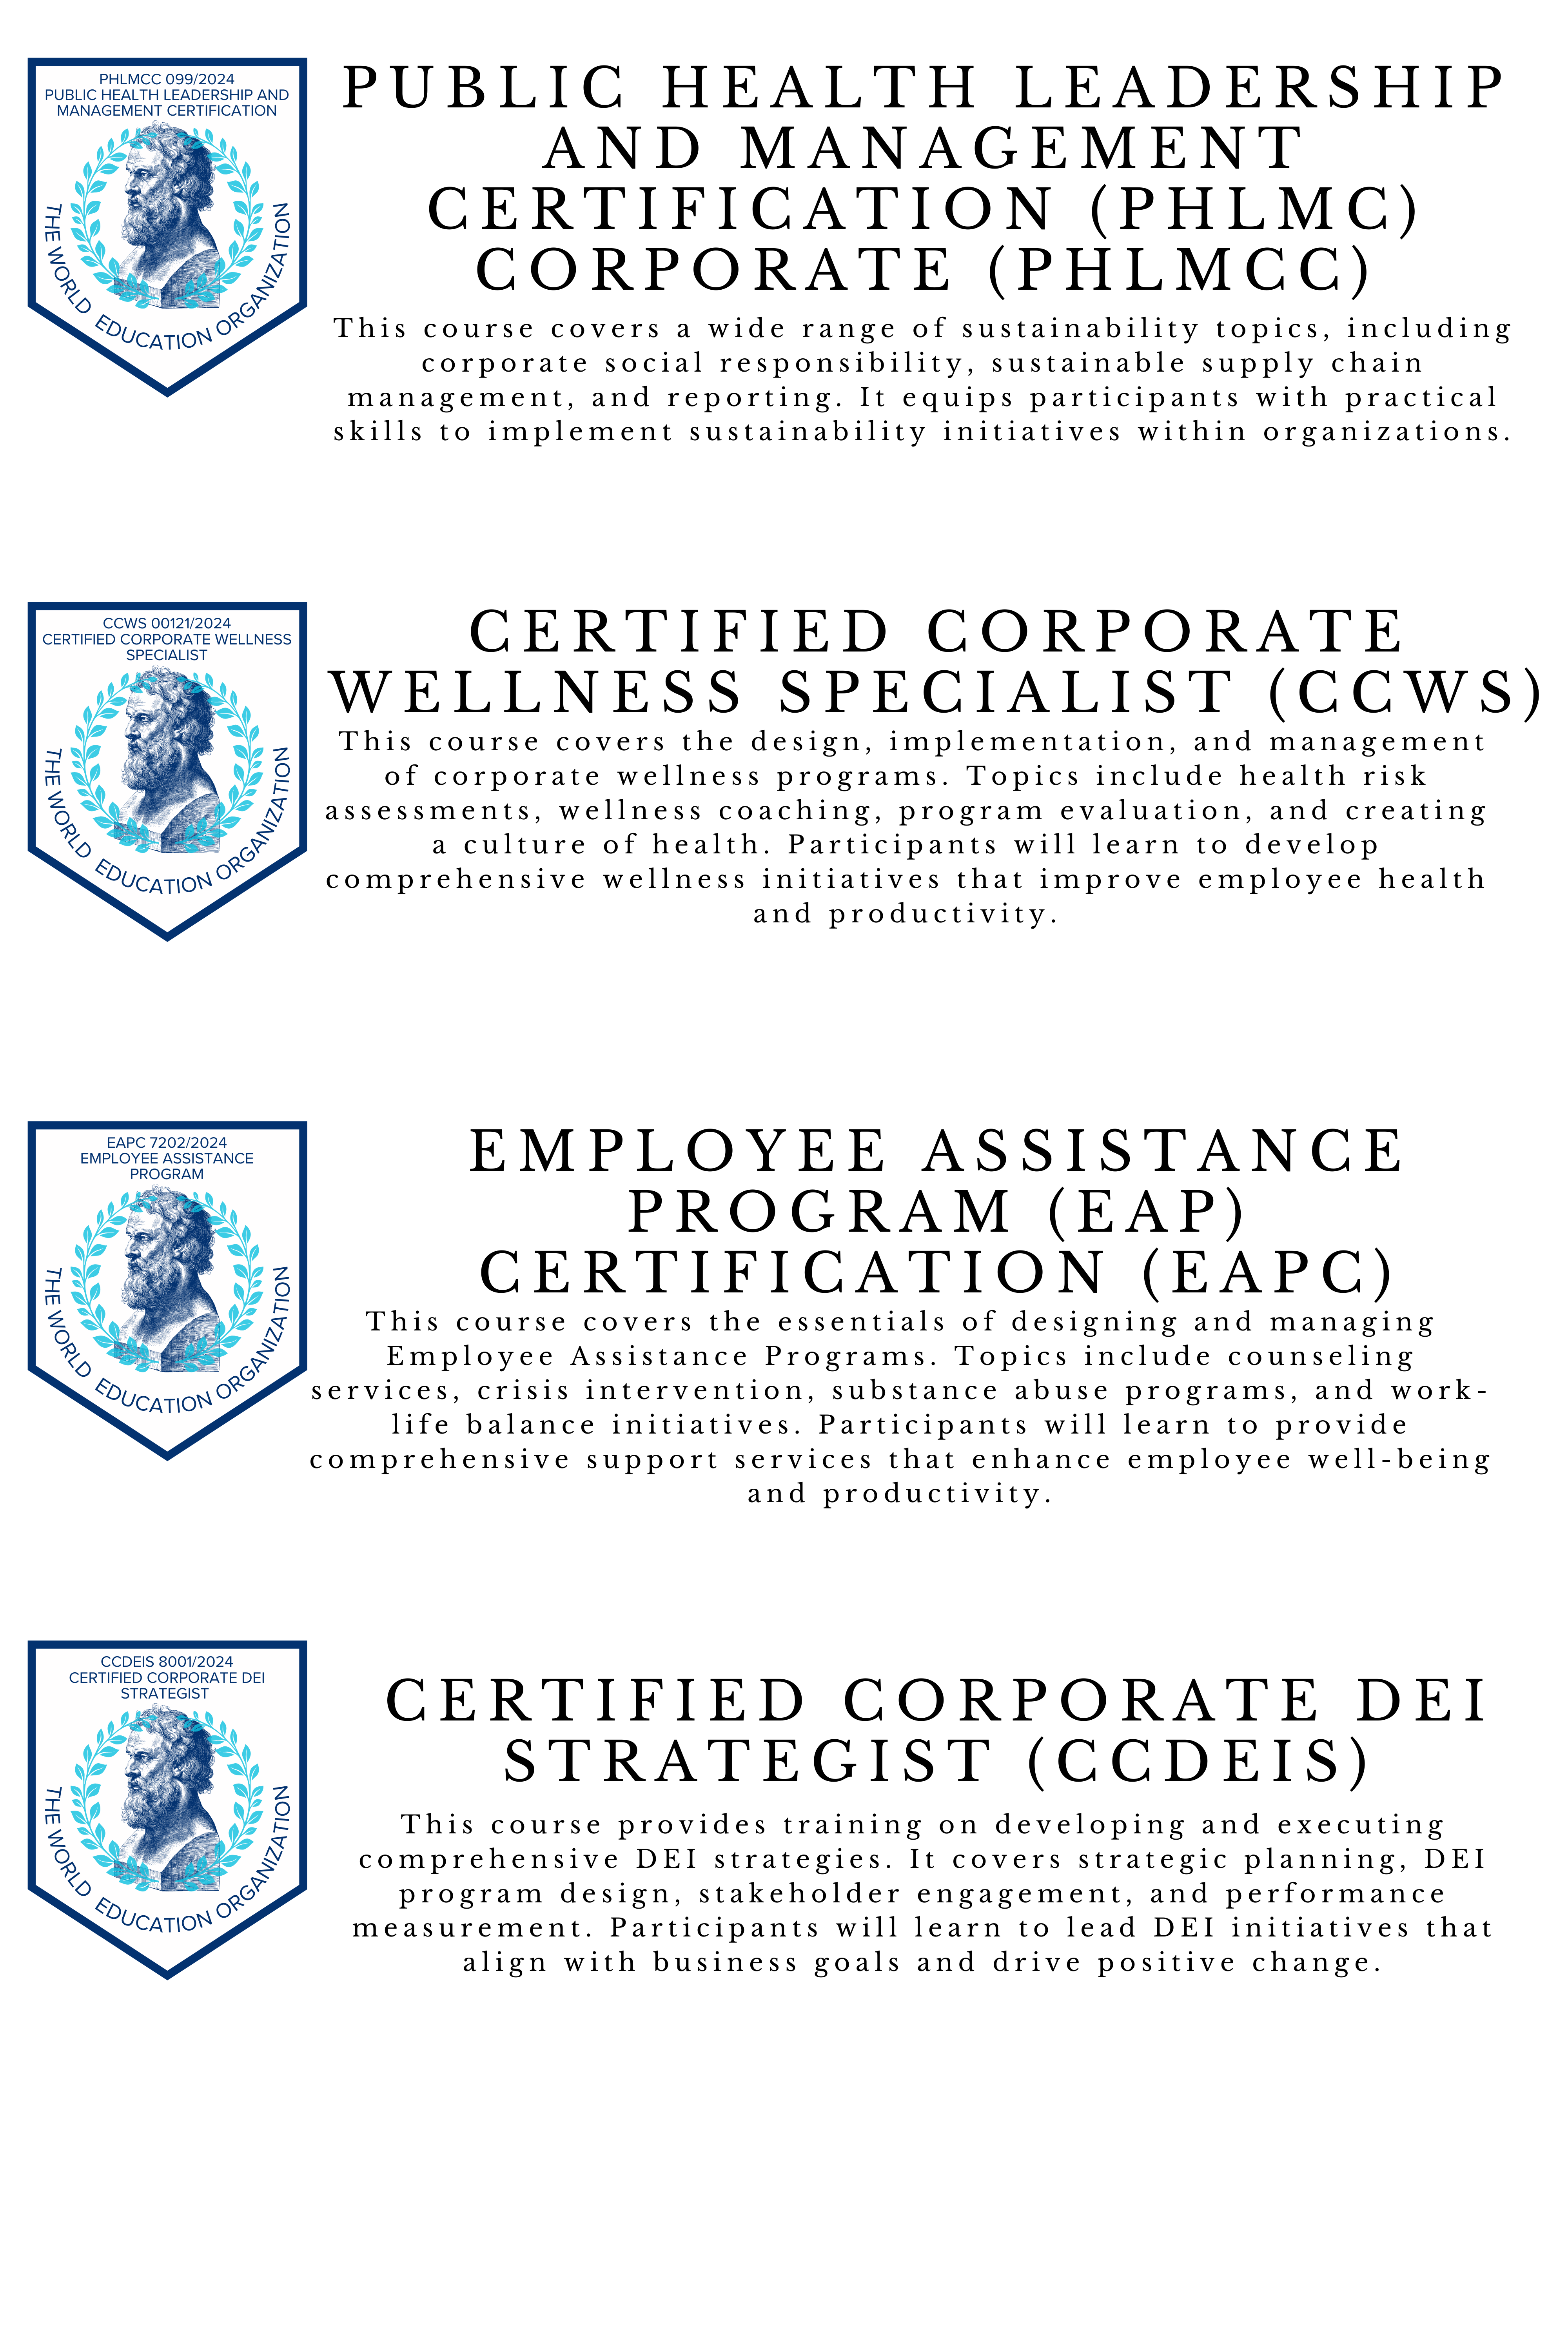 PHLMCC 099/2024
PUBLIC HEALTH LEADERSHIP AND
MANAGEMENT CERTIFICATION
THE WORLD EDUCATION ORGANIZATION
PUBLIC HEALTH LEADERSHIP
AND MANAGEMENT
CERTIFICATION (PHLMC)
CORPORATE (PHLMCC)
This course covers a wide range of sustainability topics, including
corporate social responsibility, sustainable supply chain
management, and reporting. It equips participants with practical
skills to implement sustainability initiatives within organizations.
CCWS 00121/2024
CERTIFIED CORPORATE WELLNESS
SPECIALIST
THE WORLD EDUCATION ORGANIZATION
CERTIFIED CORPORATE
WELLNESS SPECIALIST (CCWS)
This course covers the design, implementation, and management
of corporate wellness programs. Topics include health risk
assessments, wellness coaching, program evaluation, and creating
a culture of health. Participants will learn to develop
comprehensive wellness initiatives that improve employee health
and productivity.
EAPC 7202/2024
EMPLOYEE ASSISTANCE
PROGRAM
THE WORLD EDUCATION ORGANIZATION
EMPLOYEE ASSISTANCE
PROGRAM (EAP)
CERTIFICATION (EAPC)
This course covers the essentials of designing and managing
Employee Assistance Programs. Topics include counseling
services, crisis intervention, substance abuse programs, and work-
life balance initiatives. Participants will learn to provide
comprehensive support services that enhance employee well-being
and productivity.
CCDEIS 8001/2024
CERTIFIED CORPORATE DEI
STRATEGIST
THE WORLD EDUCATION ORGANIZATION
CERTIFIED CORPORATE DEI
STRATEGIST (CCDEIS)
This course provides training on developing and executing
comprehensive DEI strategies. It covers strategic planning, DEI
program design, stakeholder engagement, and performance
measurement. Participants will learn to lead DEI initiatives that
align with business goals and drive positive change.